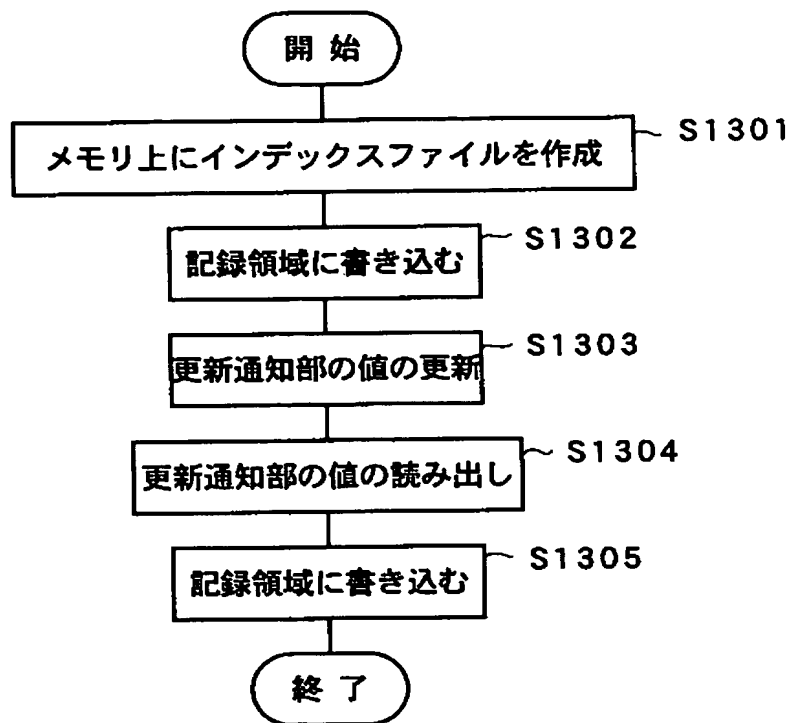 開始
メモリ上にインデックスファイルを作成
S1301
記録領域に書き込む
S1302
更新通知部の値の更新
S1303
更新通知部の値の読み出し
S1304
記録領域に書き込む
S1305
終了